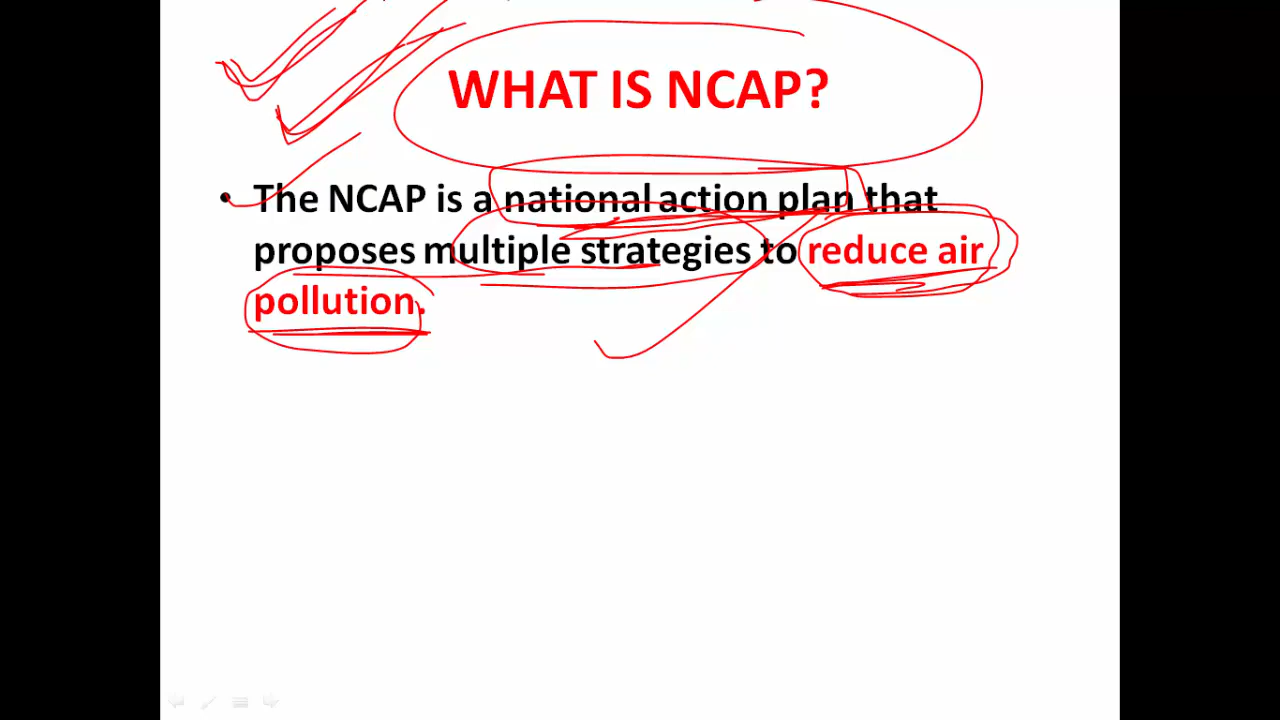 WHAT IS NCAP?
• The NCAP is a national action plan that
proposes multiple strategies to reduce air
pollution.